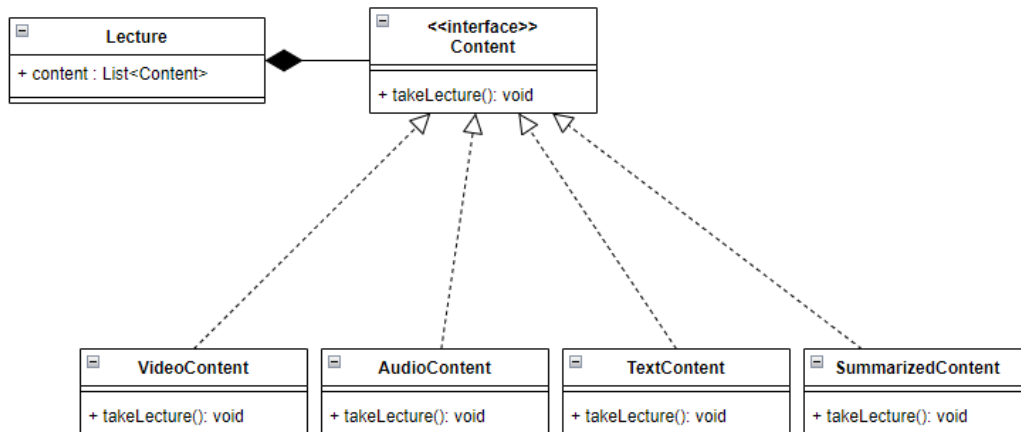 Lecture
+ content : List<Content>
<<interface>>
Content
+ takeLecture(): void
VideoContent
+ takeLecture(): void
AudioContent
+ takeLecture(): void
TextContent
+ takeLecture(): void
SummarizedContent
+ takeLecture(): void